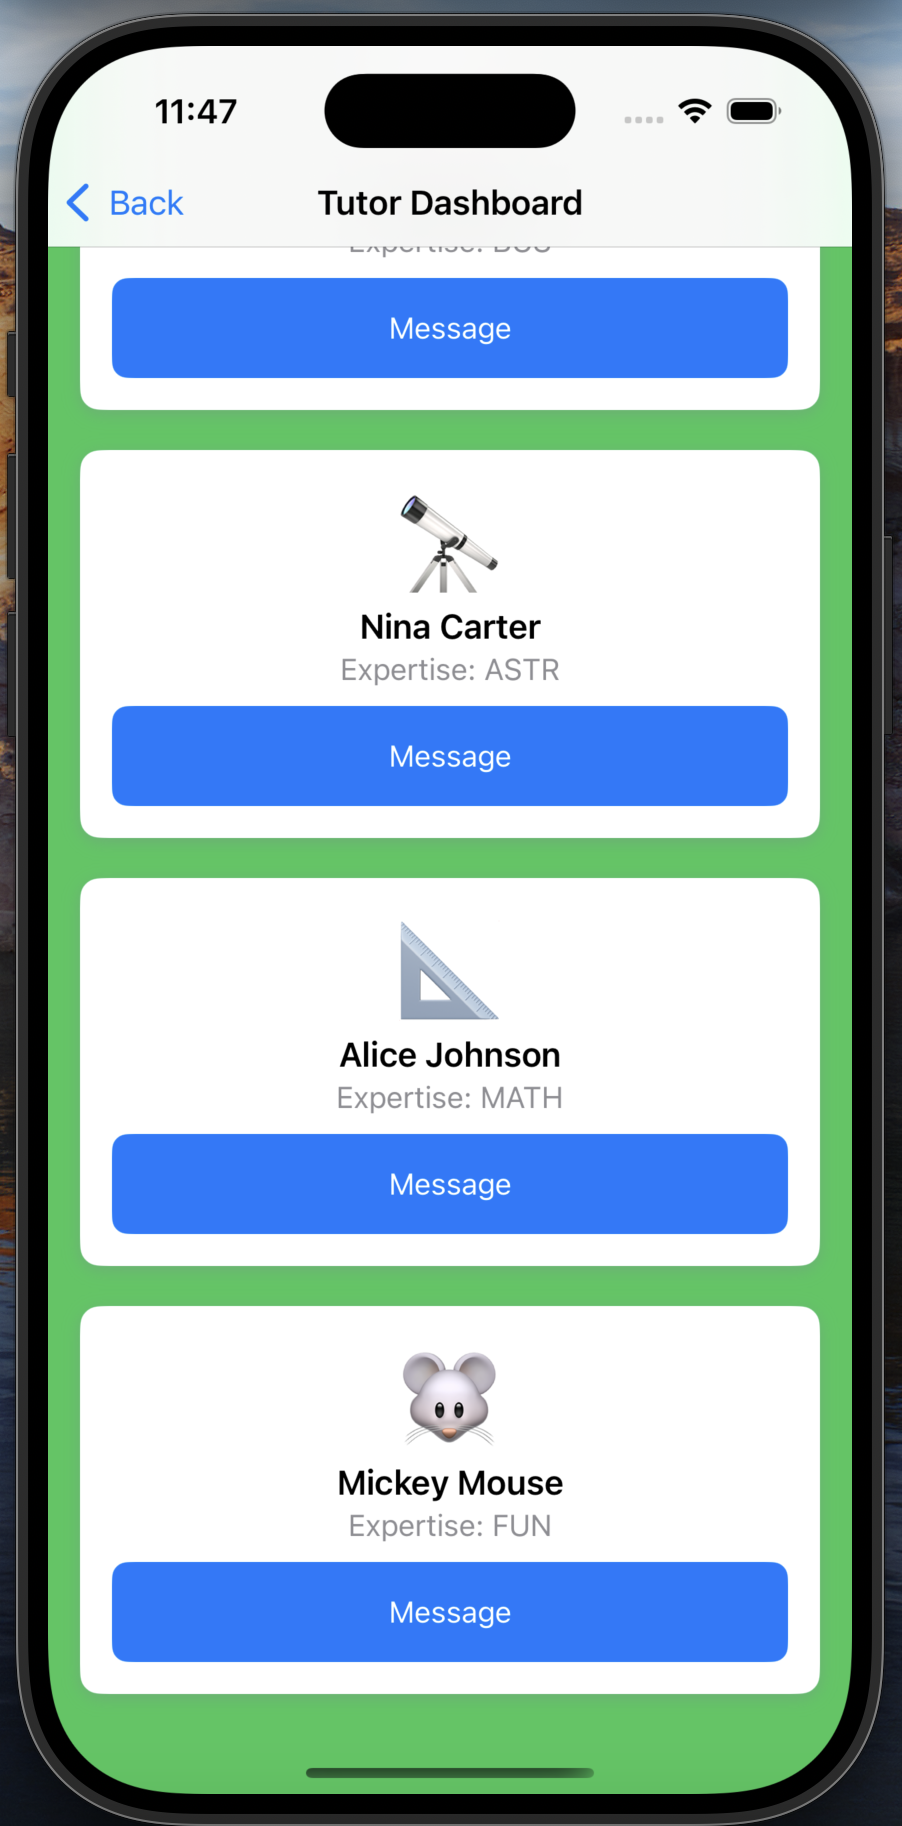 11:47
Back
Tutor Dashboard
Expertise:
Message
Nina Carter
Expertise: ASTR
Message
Alice Johnson
Expertise: MATH
Message
Mickey Mouse
Expertise: FUN
Message